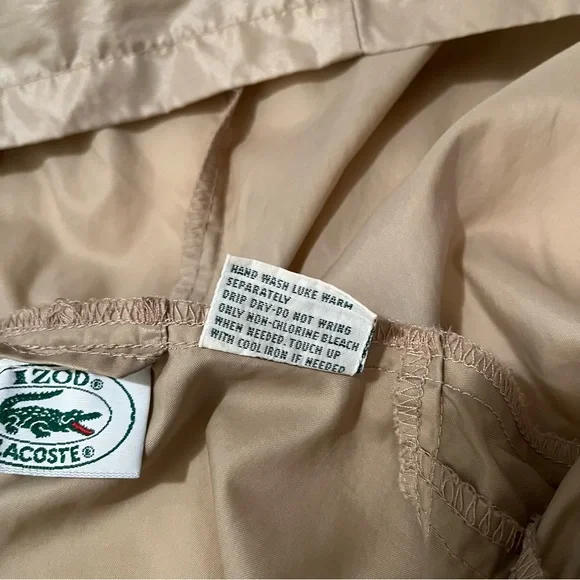 HAND WASH LUKE WARM
SEPARATELY
DRIP DRY-DO NOT WRING
ONLY NON-CHLORINE BLEACH
WHEN NEEDED. TOUCH UP
WITH COOL IRON IF NEEDED
IZOD®
LACOSTE®